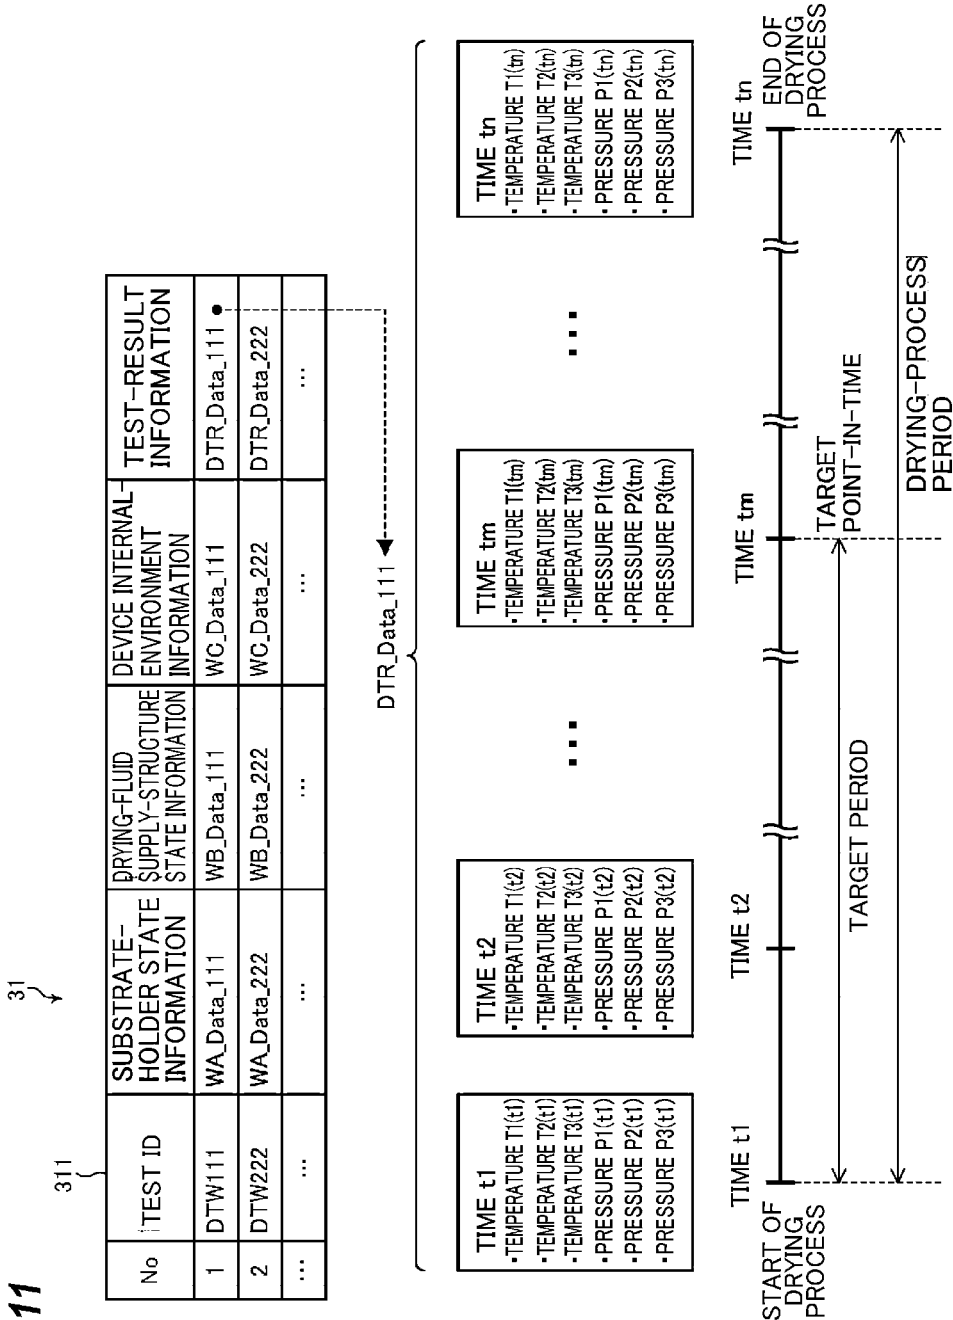 11
31
311
No
TEST ID
SUBSTRATE-
HOLDER STATE
INFORMATION
DRYING-FLUID
SUPPLY-STRUCTURE
STATE INFORMATION
DEVICE INTERNAL-
ENVIRONMENT
INFORMATION
TEST-RESULT
INFORMATION
1
DTW111
WA_Data_111
WB_Data_111
WC_Data_111
DTR_Data_111
2
DTW222
WA_Data_222
WB_Data_222
WC_Data_222
DTR_Data_222
...
...
...
...
...
...
DTR_Data_111
TIME t1
·TEMPERATURE T1(t1)
·TEMPERATURE T2(t1)
·TEMPERATURE T3(t1)
·PRESSURE P1(t1)
·PRESSURE P2(t1)
·PRESSURE P3(t1)
TIME t2
·TEMPERATURE T1(t2)
·TEMPERATURE T2(t2)
·TEMPERATURE T3(t2)
·PRESSURE P1(t2)
·PRESSURE P2(t2)
·PRESSURE P3(t2)
...
TIME tm
·TEMPERATURE T1(tm)
·TEMPERATURE T2(tm)
·TEMPERATURE T3(tm)
·PRESSURE P1(tm)
·PRESSURE P2(tm)
·PRESSURE P3(tm)
...
TIME tn
·TEMPERATURE T1(tn)
·TEMPERATURE T2(tn)
·TEMPERATURE T3(tn)
·PRESSURE P1(tn)
·PRESSURE P2(tn)
·PRESSURE P3(tn)
TIME t1
TIME t2
TIME tm
TIME tn
START OF
DRYING
PROCESS
END OF
DRYING
PROCESS
TARGET
POINT-IN-TIME
TARGET PERIOD
DRYING-PROCESS
PERIOD